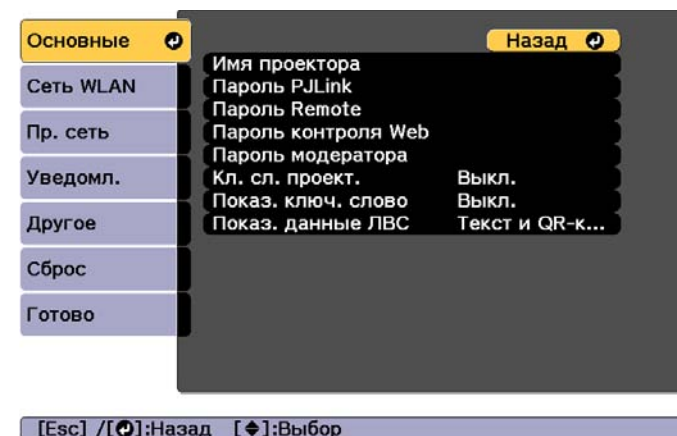 Основные
Сеть WLAN
Пр. сеть
Уведомл.
Другое
Сброс
Готово
Назад
Имя проектора
Пароль PJLink
Пароль Remote
Пароль контроля Web
Пароль модератора
Кл. сл. проект. Выкл.
Показ. ключ. слово Выкл.
Показ. данные ЛВС Текст и QR-к...
[Esc] /[⏎]:Назад [◆]:Выбор